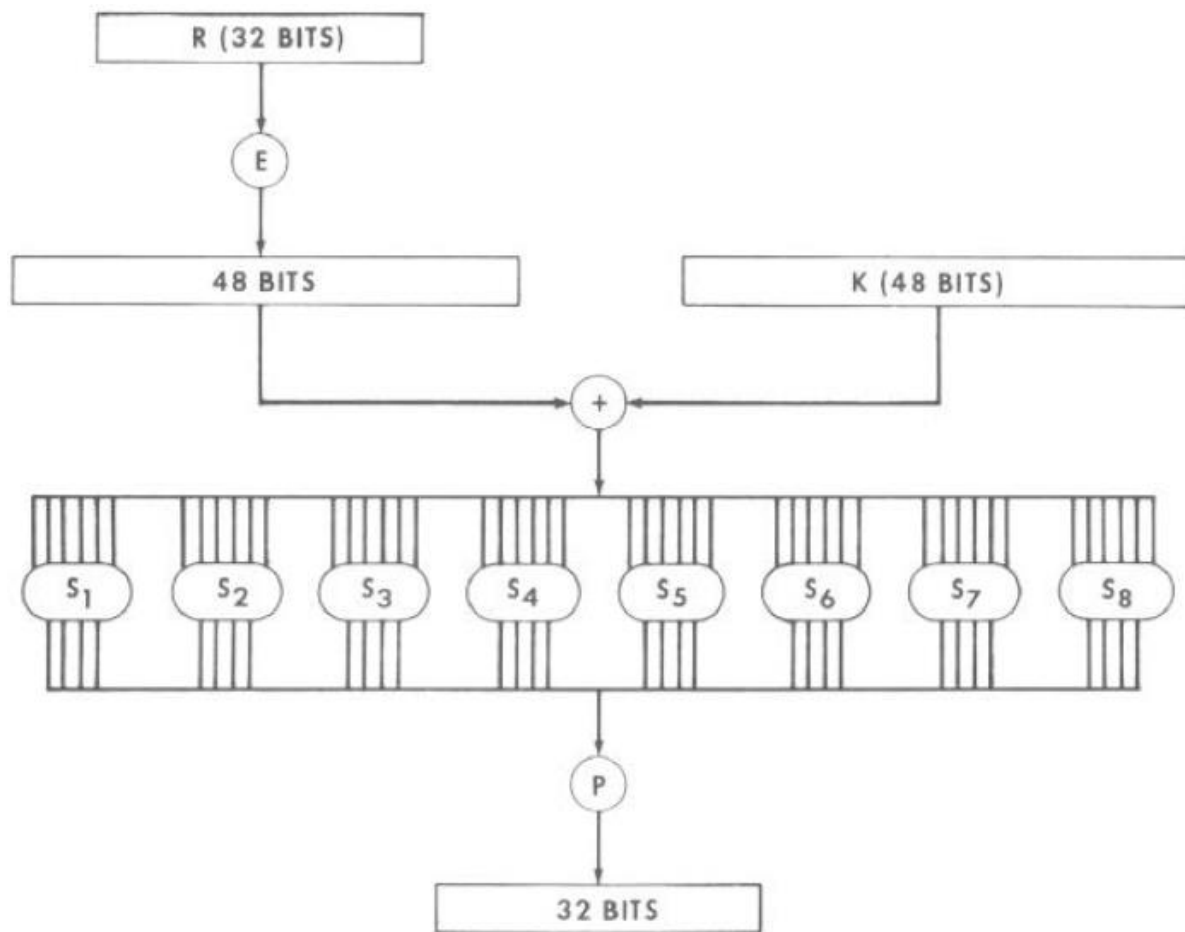 R (32 BITS)
E
48 BITS
K (48 BITS)
+
S1 S2 S3 S4 S5 S6 S7 S8
P
32 BITS